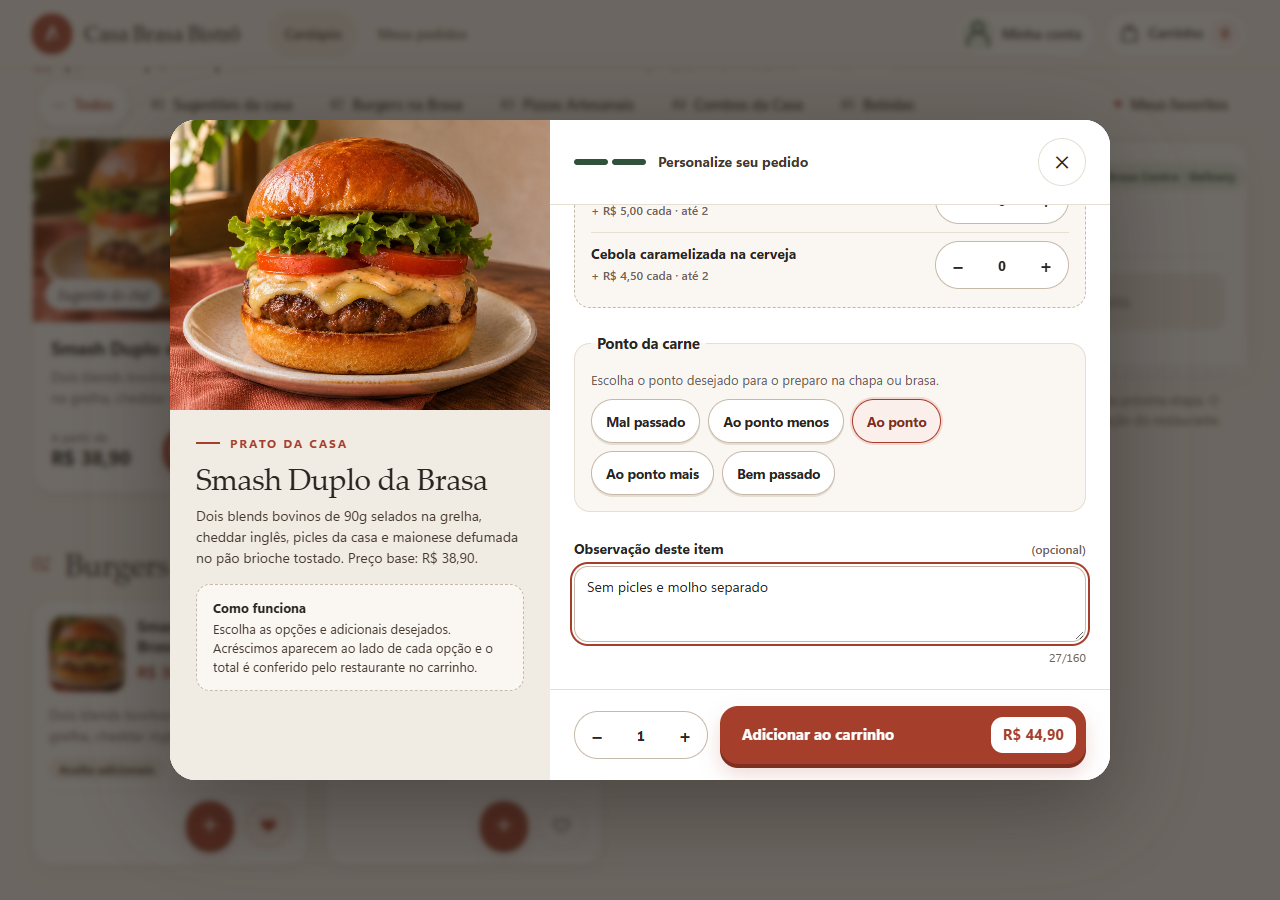 Casa Brasa Bistrô
Cardápio
Meus pedidos
Minha conta
Carrinho
Todos
Sugestões da casa
Burgers na Brasa
Pizzas Artesanais
Combos da Casa
Bebidas
Meus favoritos
Personalize seu pedido
+ R$ 5,00 cada · até 2
Cebola caramelizada na cerveja
+ R$ 4,50 cada · até 2
− 0 +
Ponto da carne
Escolha o ponto desejado para o preparo na chapa ou brasa.
Mal passado
Ao ponto menos
Ao ponto
Ao ponto mais
Bem passado
Observação deste item
(opcional)
Sem picles e molho separado
27/160
− 1 +
Adicionar ao carrinho
R$ 44,90
PRATO DA CASA
Smash Duplo da Brasa
Dois blends bovinos de 90g selados na grelha,
cheddar inglês, picles da casa e maionese defumada
no pão brioche tostado. Preço base: R$ 38,90.
Como funciona
Escolha as opções e adicionais desejados.
Acréscimos aparecem ao lado de cada opção e o
total é conferido pelo restaurante no carrinho.
Sugestão do chef
Smash Duplo
R$ 38,90
Burgers